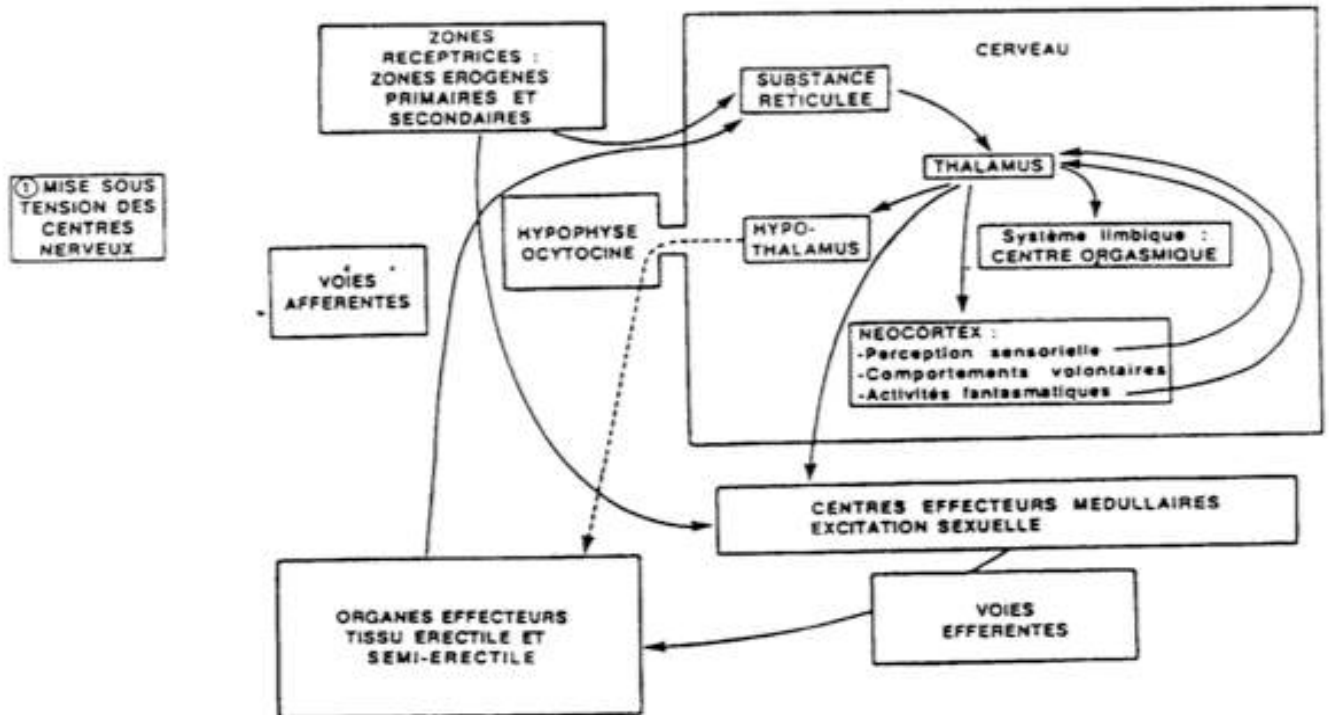 ZONES
RECEPTRICES :
ZONES EROGENES
PRIMAIRES ET
SECONDAIRES
CERVEAU
SUBSTANCE
RETICULEE
THALAMUS
① MISE SOUS
TENSION DES
CENTRES
NERVEUX
HYPOPHYSE
OCYTOCINE
HYPO-
THALAMUS
Système limbique :
CENTRE ORGASMIQUE
VOIES
AFFERENTES
NEOCORTEX :
-Perception sensorielle
-Comportements volontaires
-Activités fantasmatiques
CENTRES EFFECTEURS MEDULLAIRES
EXCITATION SEXUELLE
ORGANES EFFECTEURS
TISSU ERECTILE ET
SEMI-ERECTILE
VOIES
EFFERENTES